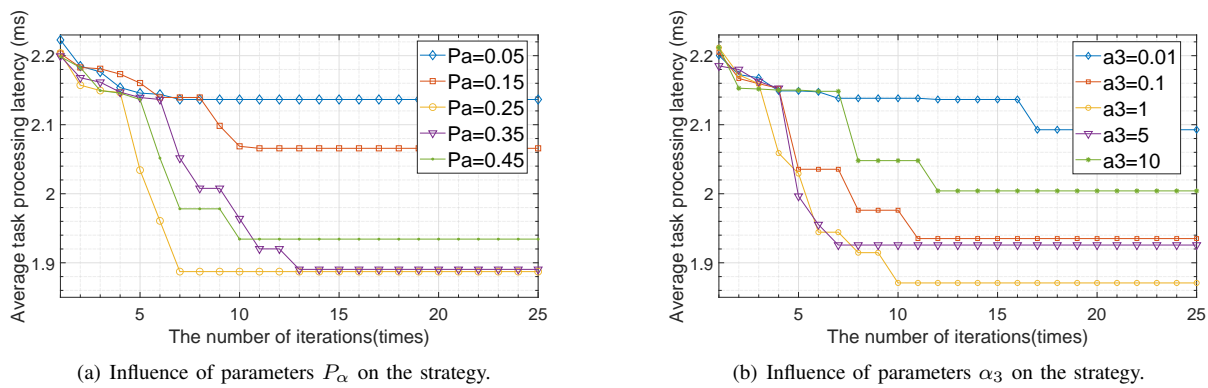 Average task processing latency (ms)
2.2
2.1
2
1.9
5
10
15
20
25
The number of iterations(times)
Pa=0.05
Pa=0.15
Pa=0.25
Pa=0.35
Pa=0.45
(a) Influence of parameters Pα on the strategy.
Average task processing latency (ms)
2.2
2.1
2
1.9
5
10
15
20
25
The number of iterations(times)
a3=0.01
a3=0.1
a3=1
a3=5
a3=10
(b) Influence of parameters α3 on the strategy.